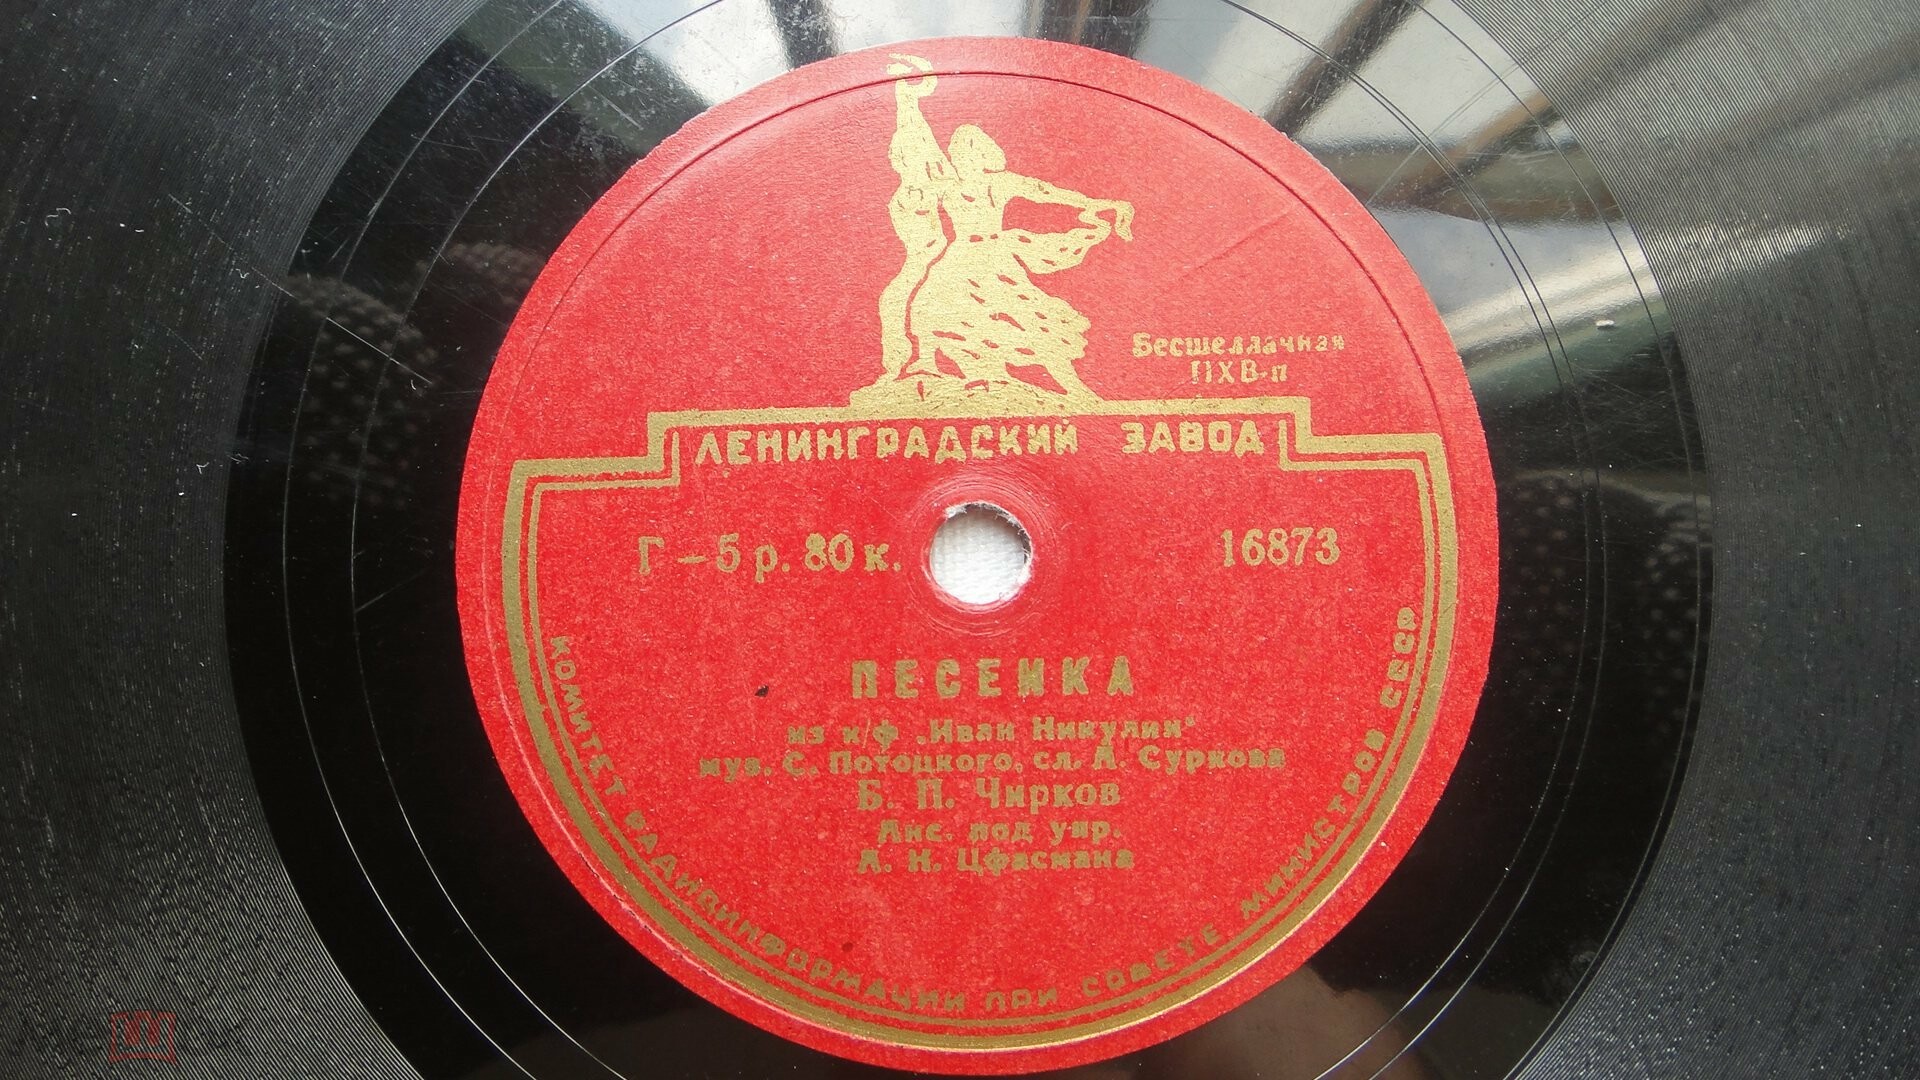 Бесшеллачная
ПХВ-п
ЛЕНИНГРАДСКИЙ ЗАВОД
Г – 5 р. 80 к.
16873
ПЕСЕНКА
из к/ф „Иван Никулин"
муз. С. Потоцкого, сл. А. Суркова
Б. П. Чирков
Анс. под упр.
А. Н. Цфасмана
КОМИТЕТ РАДИОИНФОРМАЦИИ ПРИ СОВЕТЕ МИНИСТРОВ СССР